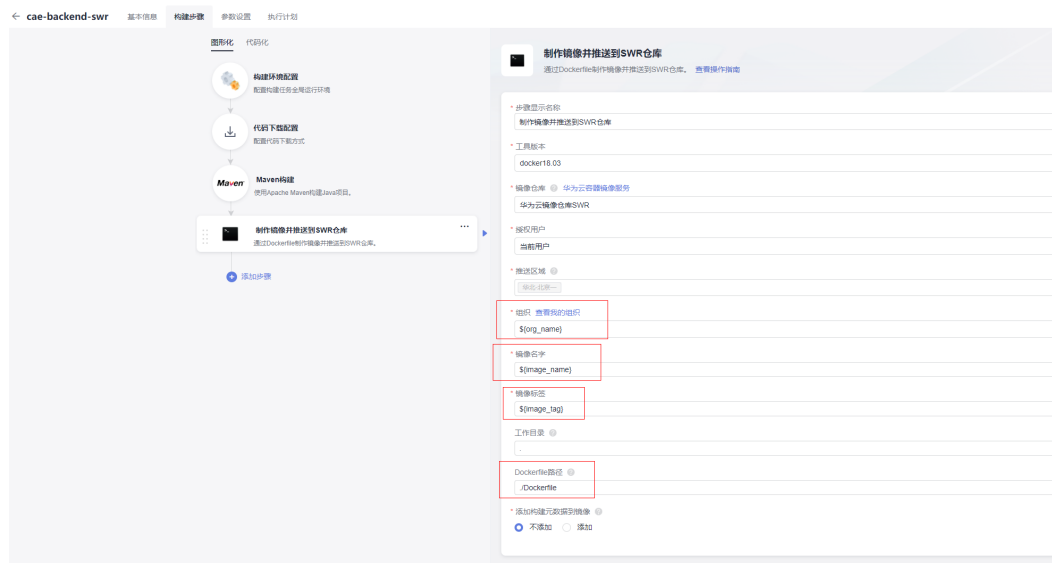 ← cae-backend-swr 基本信息 构建步骤 参数设置 执行计划
图形化 代码化
构建环境配置
配置构建任务全局运行环境
代码下载配置
配置代码下载方式
Maven
Maven构建
使用Apache Maven构建Java项目。
制作镜像并推送到SWR仓库
通过Dockerfile制作镜像并推送到SWR仓库。
添加步骤
制作镜像并推送到SWR仓库
通过Dockerfile制作镜像并推送到SWR仓库。 查看操作指南
* 步骤显示名称
制作镜像并推送到SWR仓库
* 工具版本
docker18.03
* 镜像仓库 华为云容器镜像服务
华为云镜像仓库SWR
* 授权用户
当前用户
* 推送区域
华北-北京一
* 组织 查看我的组织
${org_name}
* 镜像名字
${image_name}
* 镜像标签
${image_tag}
工作目录
.
Dockerfile路径
./Dockerfile
* 添加构建元数据到镜像
不添加 添加